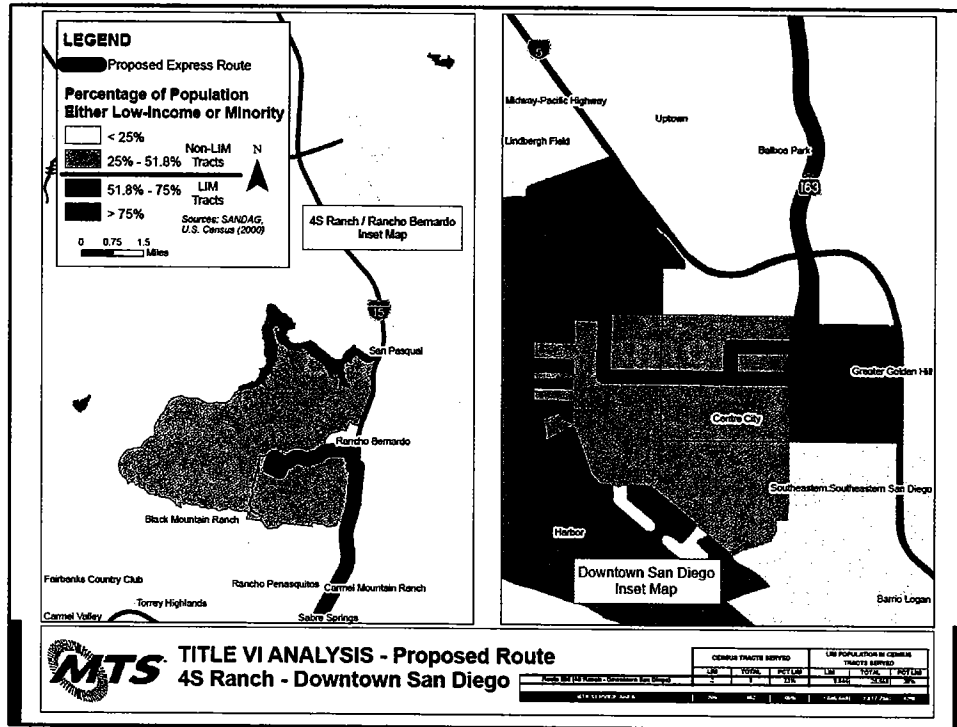 LEGEND
Proposed Express Route
Percentage of Population
Either Low-Income or Minority
< 25%
25% - 51.8%
Non-LIM
Tracts
51.8% - 75%
LIM
Tracts
> 75%
N
Sources: SANDAG,
U.S. Census (2000)
0 0.75 1.5
Miles
4S Ranch / Rancho Bernardo
Inset Map
15
San Pasqual
Rancho Bernardo
Black Mountain Ranch
Fairbanks Country Club
Rancho Penasquitos
Carmel Mountain Ranch
Torrey Highlands
Carmel Valley
Sabre Springs
5
Midway-Pacific Highway
Uptown
Lindbergh Field
Balboa Park
163
Greater Golden Hill
Centre City
Southeastern Southeastern San Diego
Harbor
Downtown San Diego
Inset Map
Barrio Logan
MTS
TITLE VI ANALYSIS - Proposed Route
4S Ranch - Downtown San Diego
CENSUS TRACTS SERVED
LIM POPULATION IN CENSUS
TRACTS SERVED
LIM TOTAL PCT LIM LIM TOTAL PCT LIM
MTS SERVICE AREA